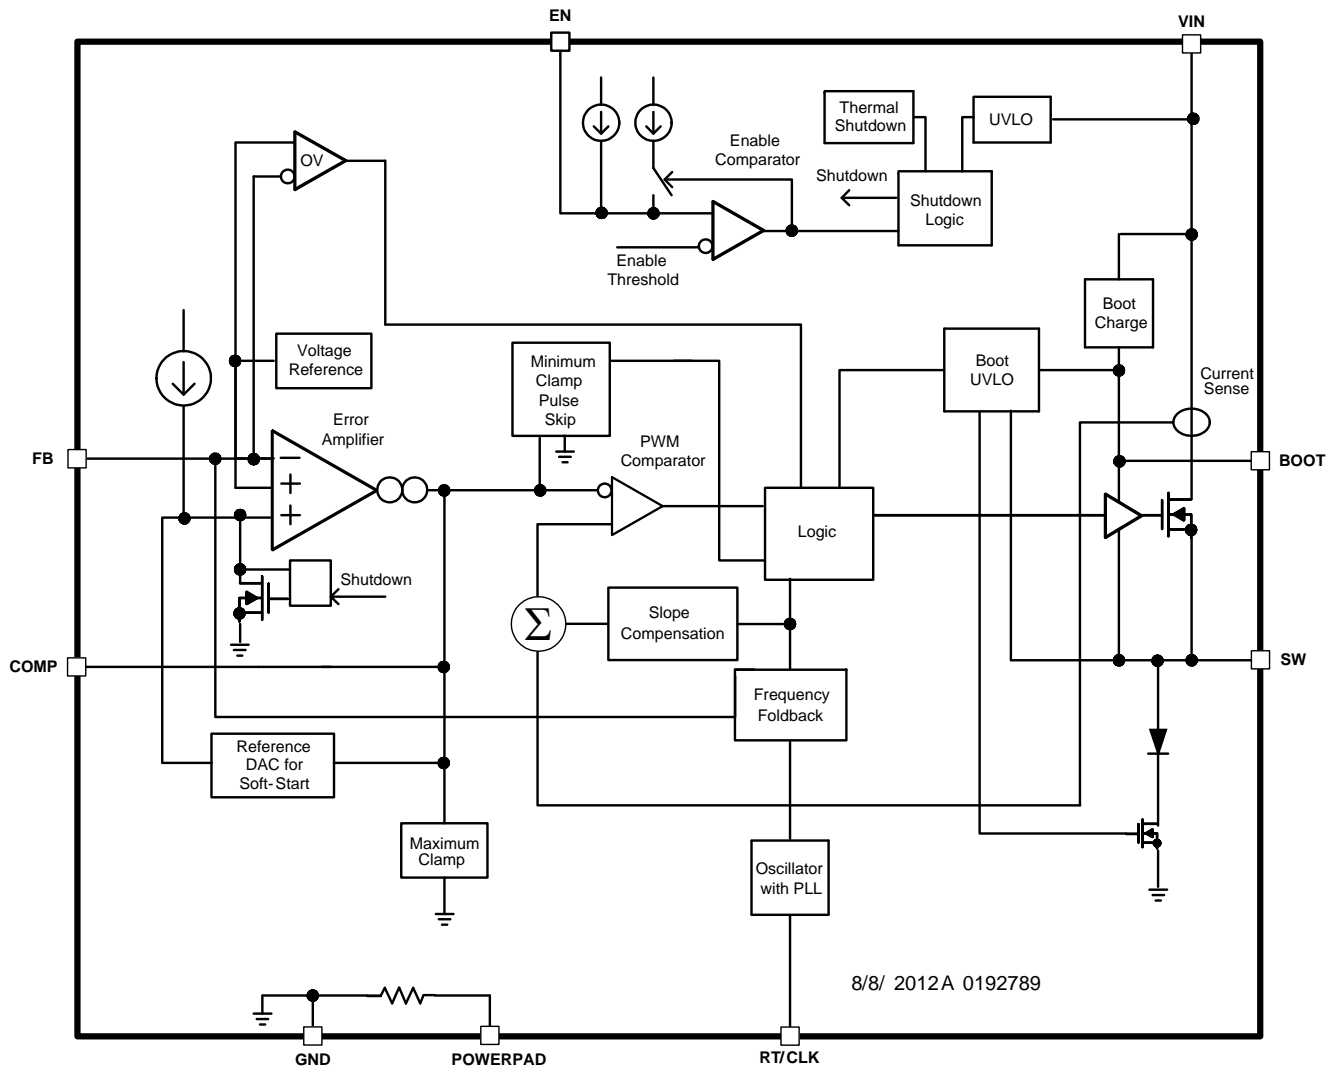 EN
VIN
Thermal
Shutdown
UVLO
Enable
Comparator
OV
Shutdown
Shutdown
Logic
Enable
Threshold
Boot
Charge
Voltage
Reference
Minimum
Clamp
Pulse
Skip
Boot
UVLO
Current
Sense
Error
Amplifier
PWM
Comparator
FB
−
+
+
BOOT
Logic
Shutdown
Σ
Slope
Compensation
COMP
SW
Frequency
Foldback
Reference
DAC for
Soft-Start
Maximum
Clamp
Oscillator
with PLL
8/8/ 2012A 0192789
GND
POWERPAD
RT/CLK